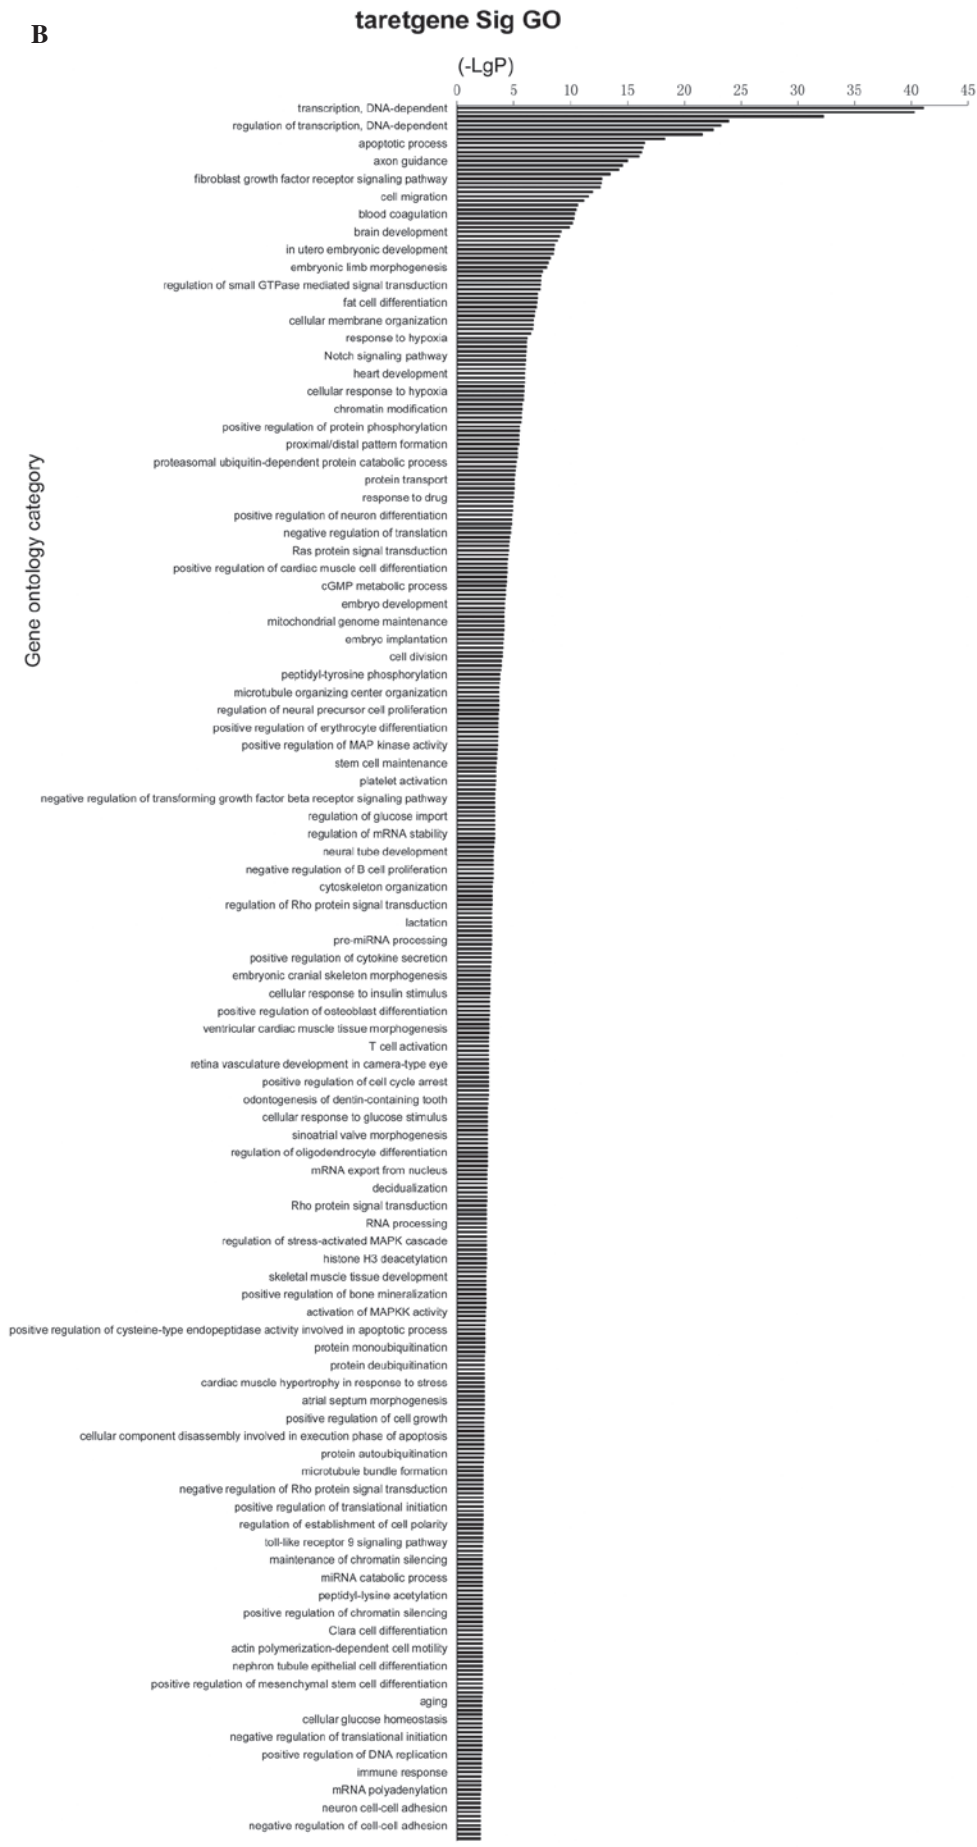 B
taretgene Sig GO
(-LgP)
0 5 10 15 20 25 30 35 40 45
Gene ontology category
transcription, DNA-dependent
regulation of transcription, DNA-dependent
apoptotic process
axon guidance
fibroblast growth factor receptor signaling pathway
cell migration
blood coagulation
brain development
in utero embryonic development
embryonic limb morphogenesis
regulation of small GTPase mediated signal transduction
fat cell differentiation
cellular membrane organization
response to hypoxia
Notch signaling pathway
heart development
cellular response to hypoxia
chromatin modification
positive regulation of protein phosphorylation
proximal/distal pattern formation
proteasomal ubiquitin-dependent protein catabolic process
protein transport
response to drug
positive regulation of neuron differentiation
negative regulation of translation
Ras protein signal transduction
positive regulation of cardiac muscle cell differentiation
cGMP metabolic process
embryo development
mitochondrial genome maintenance
embryo implantation
cell division
peptidyl-tyrosine phosphorylation
microtubule organizing center organization
regulation of neural precursor cell proliferation
positive regulation of erythrocyte differentiation
positive regulation of MAP kinase activity
stem cell maintenance
platelet activation
negative regulation of transforming growth factor beta receptor signaling pathway
regulation of glucose import
regulation of mRNA stability
neural tube development
negative regulation of B cell proliferation
cytoskeleton organization
regulation of Rho protein signal transduction
lactation
pre-miRNA processing
positive regulation of cytokine secretion
embryonic cranial skeleton morphogenesis
cellular response to insulin stimulus
positive regulation of osteoblast differentiation
ventricular cardiac muscle tissue morphogenesis
T cell activation
retina vasculature development in camera-type eye
positive regulation of cell cycle arrest
odontogenesis of dentin-containing tooth
cellular response to glucose stimulus
sinoatrial valve morphogenesis
regulation of oligodendrocyte differentiation
mRNA export from nucleus
decidualization
Rho protein signal transduction
RNA processing
regulation of stress-activated MAPK cascade
histone H3 deacetylation
skeletal muscle tissue development
positive regulation of bone mineralization
activation of MAPKK activity
positive regulation of cysteine-type endopeptidase activity involved in apoptotic process
protein monoubiquitination
protein deubiquitination
cardiac muscle hypertrophy in response to stress
atrial septum morphogenesis
positive regulation of cell growth
cellular component disassembly involved in execution phase of apoptosis
protein autoubiquitination
microtubule bundle formation
negative regulation of Rho protein signal transduction
positive regulation of translational initiation
regulation of establishment of cell polarity
toll-like receptor 9 signaling pathway
maintenance of chromatin silencing
miRNA catabolic process
peptidyl-lysine acetylation
positive regulation of chromatin silencing
Clara cell differentiation
actin polymerization-dependent cell motility
nephron tubule epithelial cell differentiation
positive regulation of mesenchymal stem cell differentiation
aging
cellular glucose homeostasis
negative regulation of translational initiation
positive regulation of DNA replication
immune response
mRNA polyadenylation
neuron cell-cell adhesion
negative regulation of cell-cell adhesion